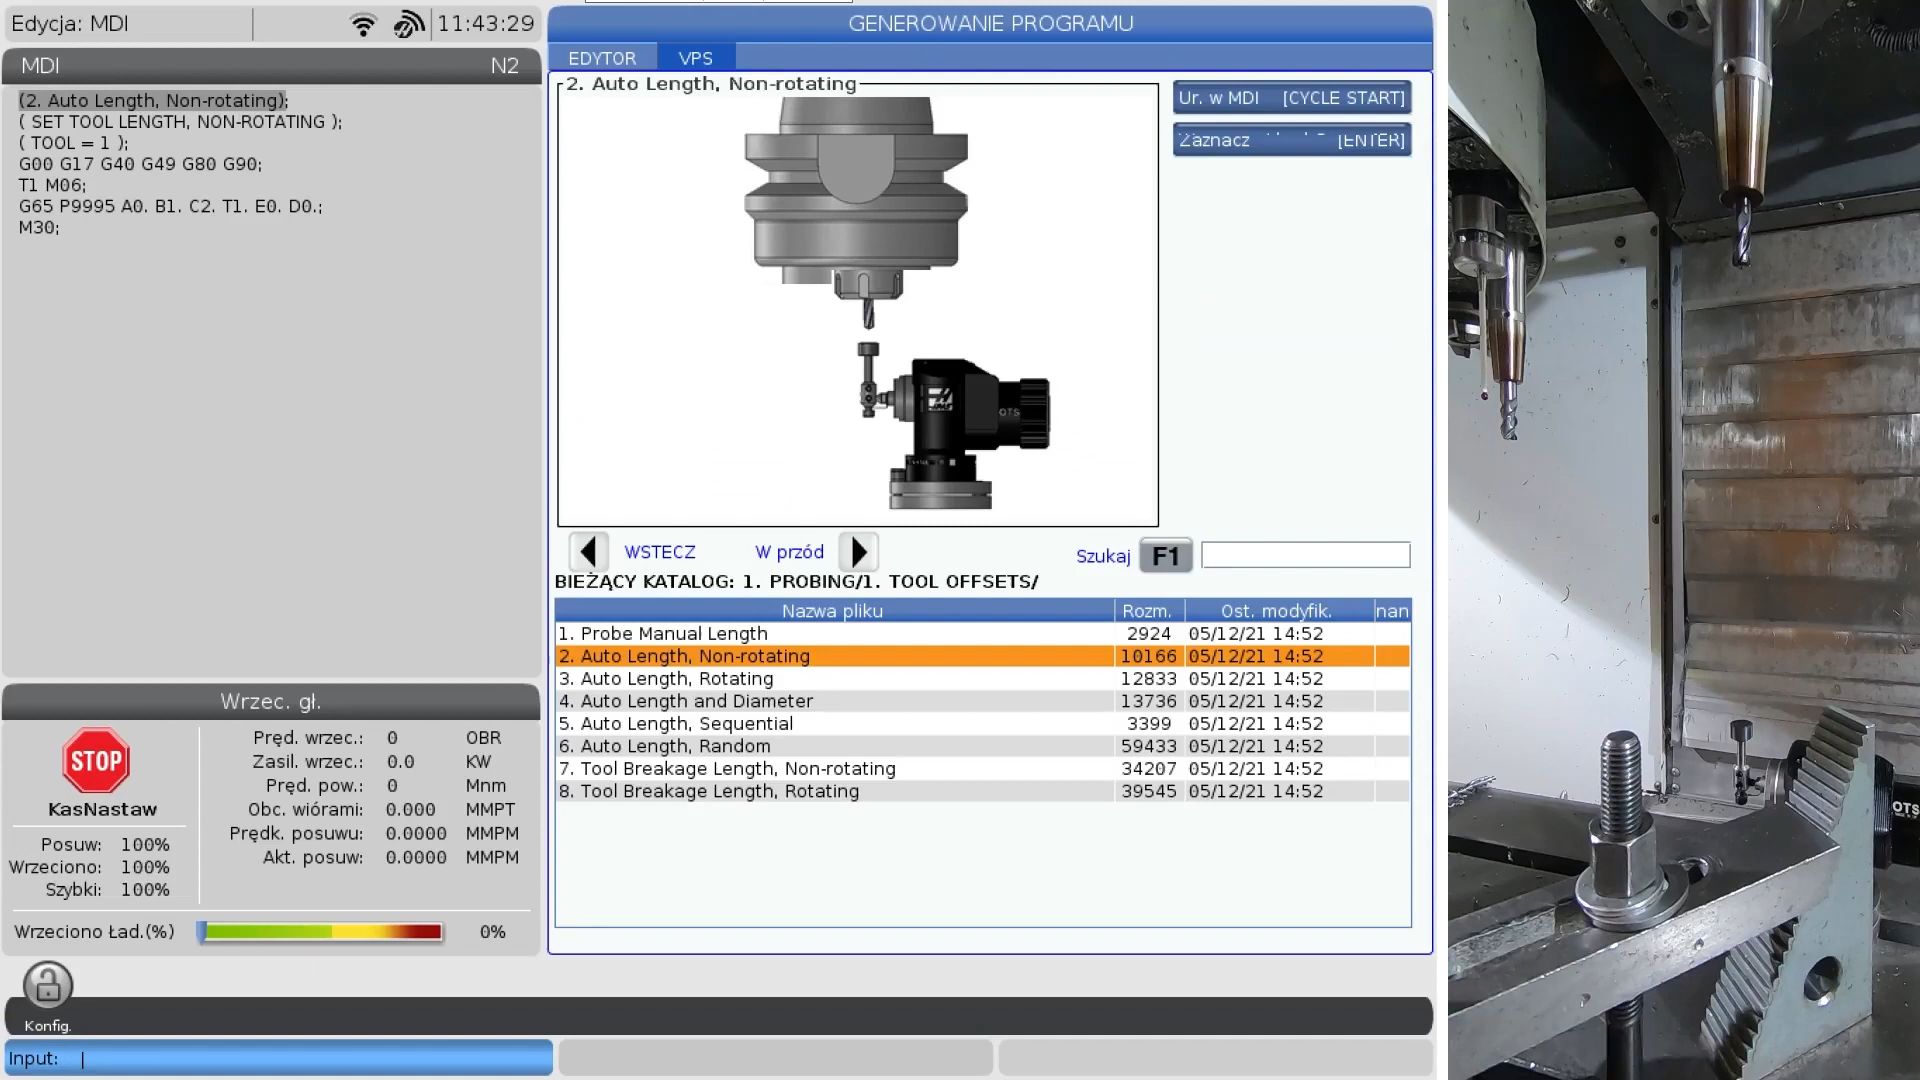 Edycja: MDI
11:43:29
MDI
N2
(2. Auto Length, Non-rotating);
( SET TOOL LENGTH, NON-ROTATING );
( TOOL = 1 );
G00 G17 G40 G49 G80 G90;
T1 M06;
G65 P9995 A0. B1. C2. T1. E0. D0.;
M30;
Wrzec. gł.
STOP
KasNastaw
Posuw: 100%
Wrzeciono: 100%
Szybki: 100%
Pręd. wrzec.: 0 OBR
Zasil. wrzec.: 0.0 KW
Pręd. pow.: 0 Mnm
Obc. wiórami: 0.000 MMPT
Prędk. posuwu: 0.0000 MMPM
Akt. posuw: 0.0000 MMPM
Wrzeciono Ład.(%) 0%
Konfig.
Input:
GENEROWANIE PROGRAMU
EDYTOR VPS
2. Auto Length, Non-rotating
OTS
Ur. w MDI [CYCLE START]
Zaznacz [ENTER]
WSTECZ W przód Szukaj F1
BIEŻĄCY KATALOG: 1. PROBING/1. TOOL OFFSETS/
Nazwa pliku Rozm. Ost. modyfik. nan
1. Probe Manual Length 2924 05/12/21 14:52
2. Auto Length, Non-rotating 10166 05/12/21 14:52
3. Auto Length, Rotating 12833 05/12/21 14:52
4. Auto Length and Diameter 13736 05/12/21 14:52
5. Auto Length, Sequential 3399 05/12/21 14:52
6. Auto Length, Random 59433 05/12/21 14:52
7. Tool Breakage Length, Non-rotating 34207 05/12/21 14:52
8. Tool Breakage Length, Rotating 39545 05/12/21 14:52
OTS